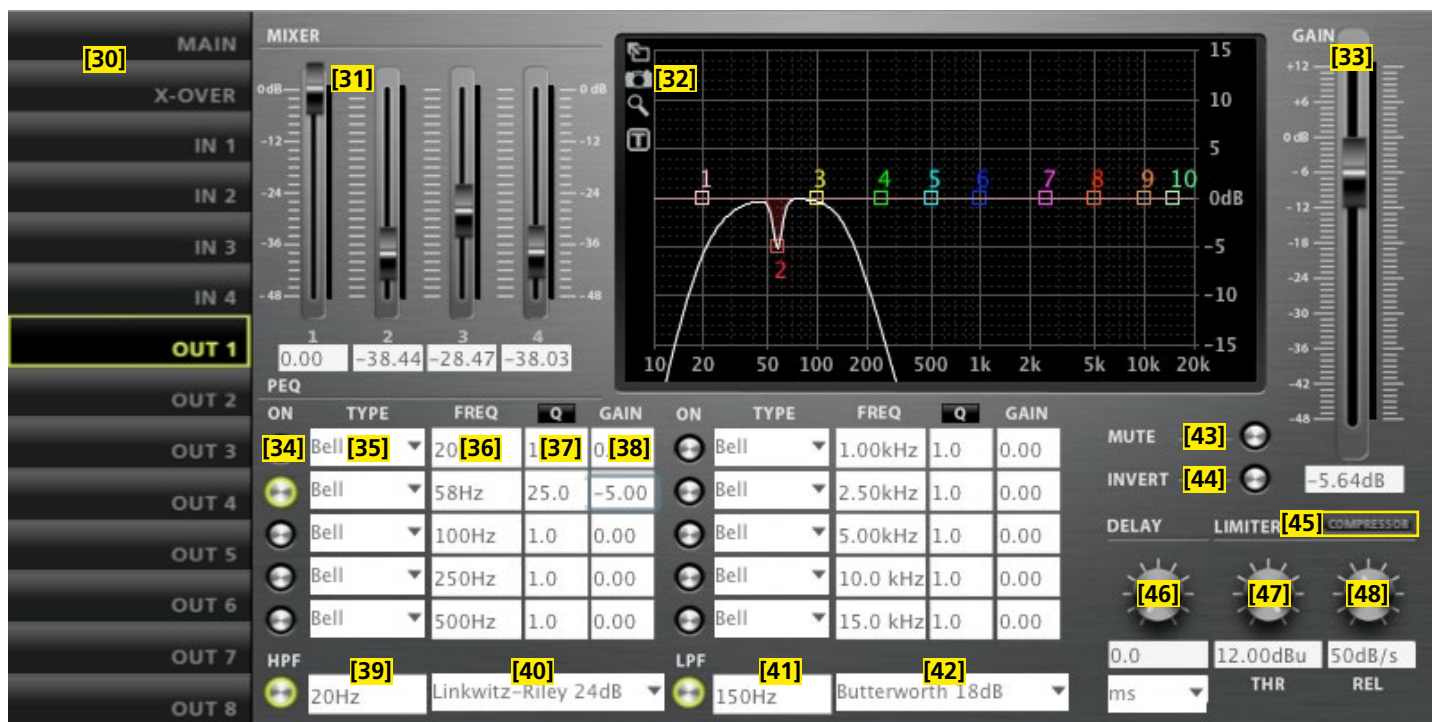 MAIN
X-OVER
IN 1
IN 2
IN 3
IN 4
OUT 1
OUT 2
OUT 3
OUT 4
OUT 5
OUT 6
OUT 7
OUT 8
[30]
MIXER
[31]
0dB 0 dB
-12 -12
-24 -24
-36 -36
-48 -48
1 2 3 4
0.00 -38.44 -28.47 -38.03
[32]
T
15
10
5
0dB
-5
-10
-15
1 3 4 5 6 7 8 9 10
2
10 20 50 100 200 500 1k 2k 5k 10k 20k
GAIN
[33]
+12
+6
0 dB
-6
-12
-18
-24
-30
-36
-42
-48
-5.64dB
PEQ
ON TYPE FREQ Q GAIN ON TYPE FREQ Q GAIN
[34] Bell [35] 20 [36] 1 [37] 0. [38] Bell 1.00kHz 1.0 0.00
Bell 58Hz 25.0 -5.00 Bell 2.50kHz 1.0 0.00
Bell 100Hz 1.0 0.00 Bell 5.00kHz 1.0 0.00
Bell 250Hz 1.0 0.00 Bell 10.0 kHz 1.0 0.00
Bell 500Hz 1.0 0.00 Bell 15.0 kHz 1.0 0.00
HPF [39] [40] LPF [41] [42]
20Hz Linkwitz-Riley 24dB 150Hz Butterworth 18dB
MUTE [43]
INVERT [44]
DELAY LIMITER [45] COMPRESSOR
[46] [47] [48]
0.0 12.00dBu 50dB/s
ms THR REL